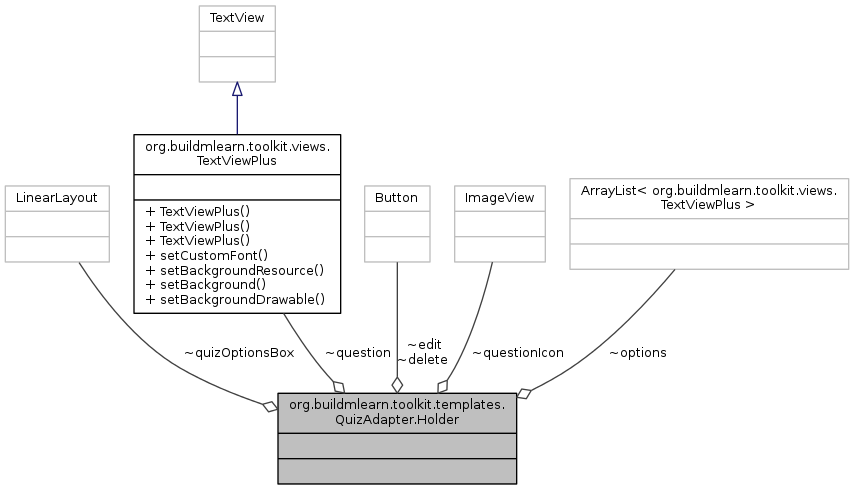 TextView
org.buildmlearn.toolkit.views.
TextViewPlus
+ TextViewPlus()
+ TextViewPlus()
+ TextViewPlus()
+ setCustomFont()
+ setBackgroundResource()
+ setBackground()
+ setBackgroundDrawable()
LinearLayout
Button
ImageView
ArrayList< org.buildmlearn.toolkit.views.
TextViewPlus >
~quizOptionsBox
~question
~edit
~delete
~questionIcon
~options
org.buildmlearn.toolkit.templates.
QuizAdapter.Holder